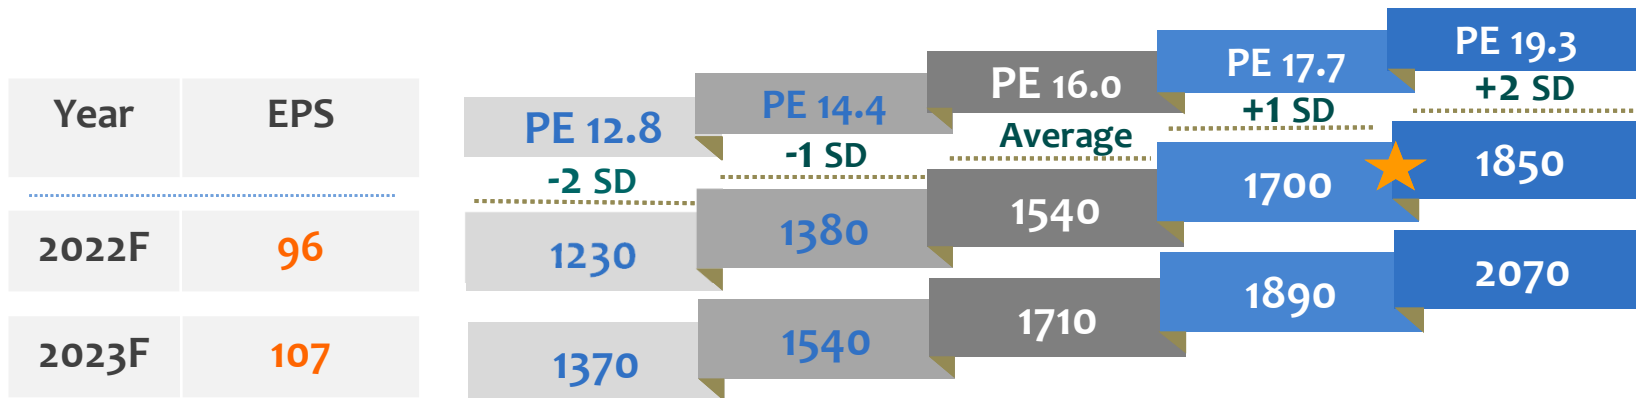 Year EPS
2022F 96
2023F 107
PE 12.8 PE 14.4 PE 16.0 PE 17.7 PE 19.3
-2 SD -1 SD Average +1 SD +2 SD
1230 1380 1540 1700 1850
1370 1540 1710 1890 2070